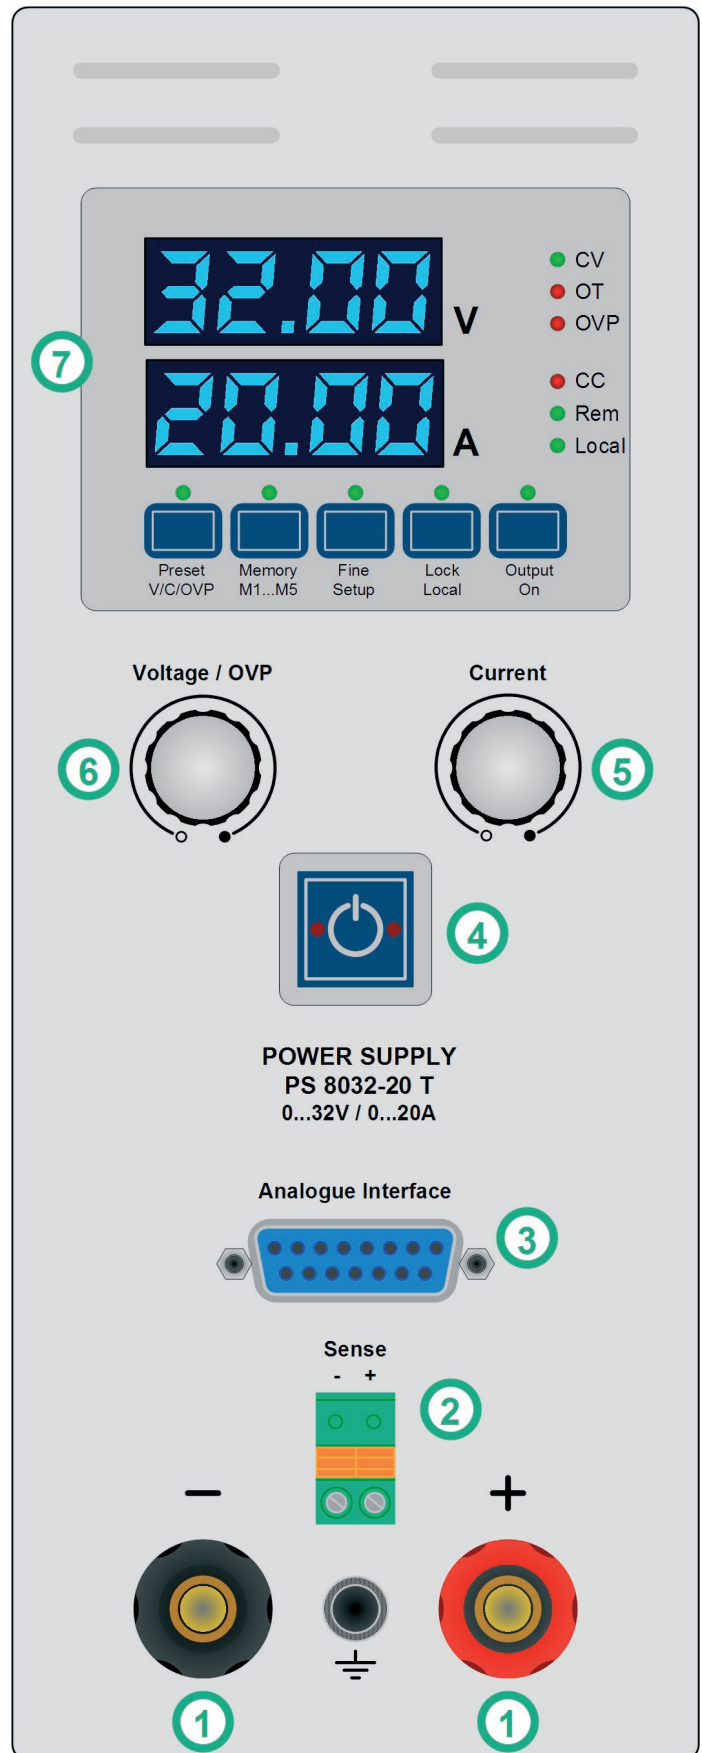 32.00 V
CV
OT
OVP
7
20.00 A
CC
Rem
Local
Preset
V/C/OVP
Memory
M1...M5
Fine
Setup
Lock
Local
Output
On
Voltage / OVP
Current
6
5
4
POWER SUPPLY
PS 8032-20 T
0...32V / 0...20A
Analogue Interface
3
Sense
- +
2
− +
1
1